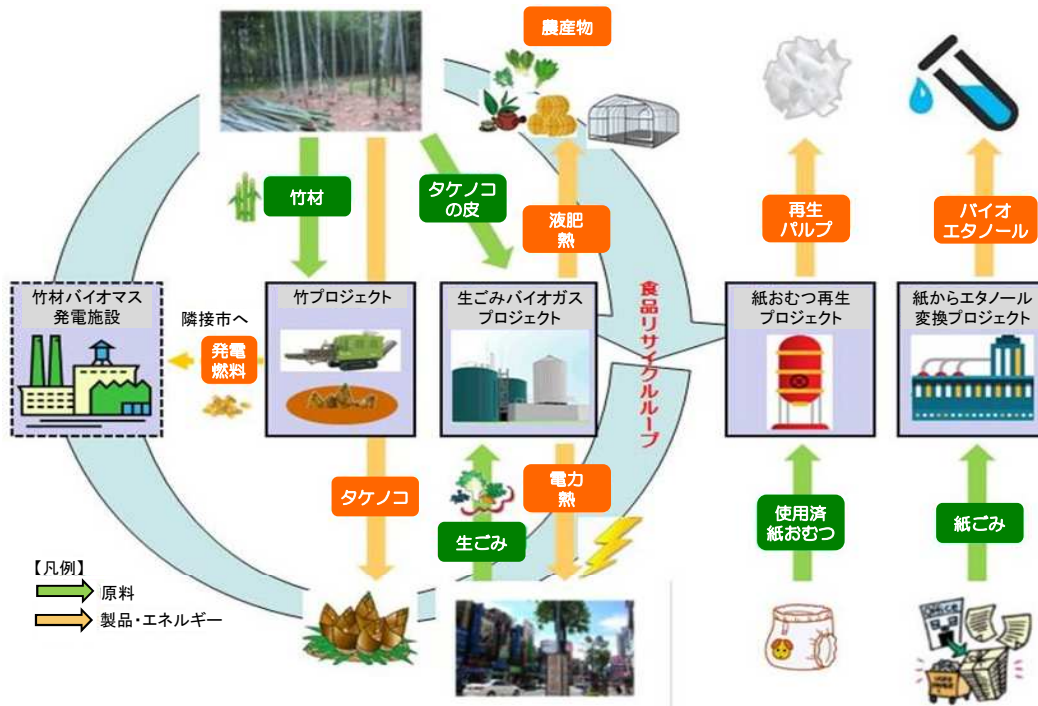 農産物
竹材
タケノコ
の皮
液肥
熱
再生
パルプ
バイオ
エタノール
竹材バイオマス
発電施設
隣接市へ
発電
燃料
竹プロジェクト
生ごみバイオガス
プロジェクト
食品リサイクルループ
紙おむつ再生
プロジェクト
紙からエタノール
変換プロジェクト
タケノコ
生ごみ
電力
熱
使用済
紙おむつ
紙ごみ
【凡例】
原料
製品・エネルギー
Office